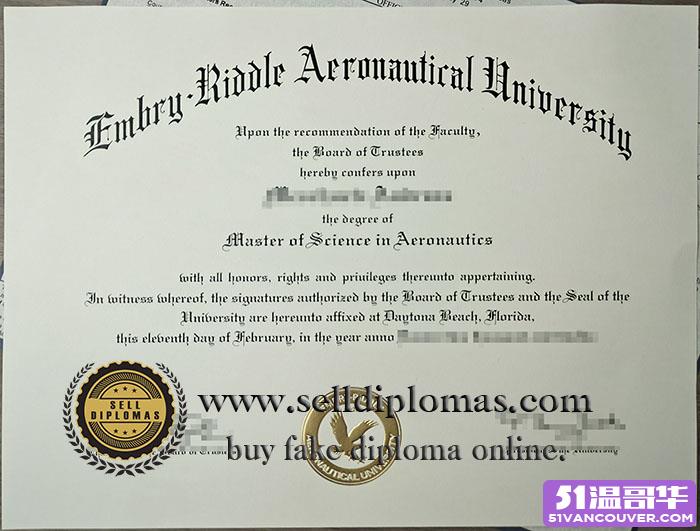 Embry-Riddle Aeronautical University
Upon the recommendation of the Faculty,
the Board of Trustees
hereby confers upon
the degree of
Master of Science in Aeronautics
with all honors, rights and privileges thereunto appertaining.
In witness whereof, the signatures authorized by the Board of Trustees and the Seal of the
University are hereunto affixed at Daytona Beach, Florida,
this eleventh day of February, in the year anno
SELL
DIPLOMAS
www.selldiplomas.com
buy fake diploma online.
51温哥华
51VANCOUVER.COM